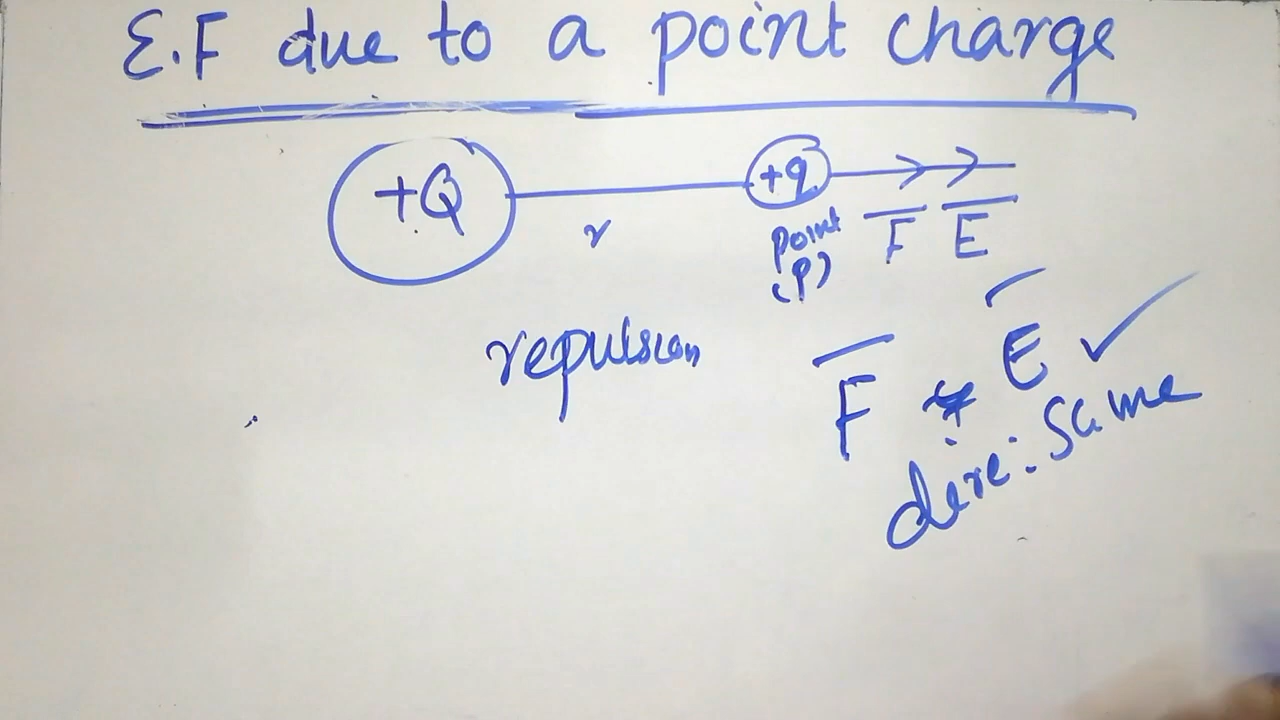 E.F due to a point charge
+Q
+q
r
point
(P)
F E
repulsion
F & E ✓
dire: same